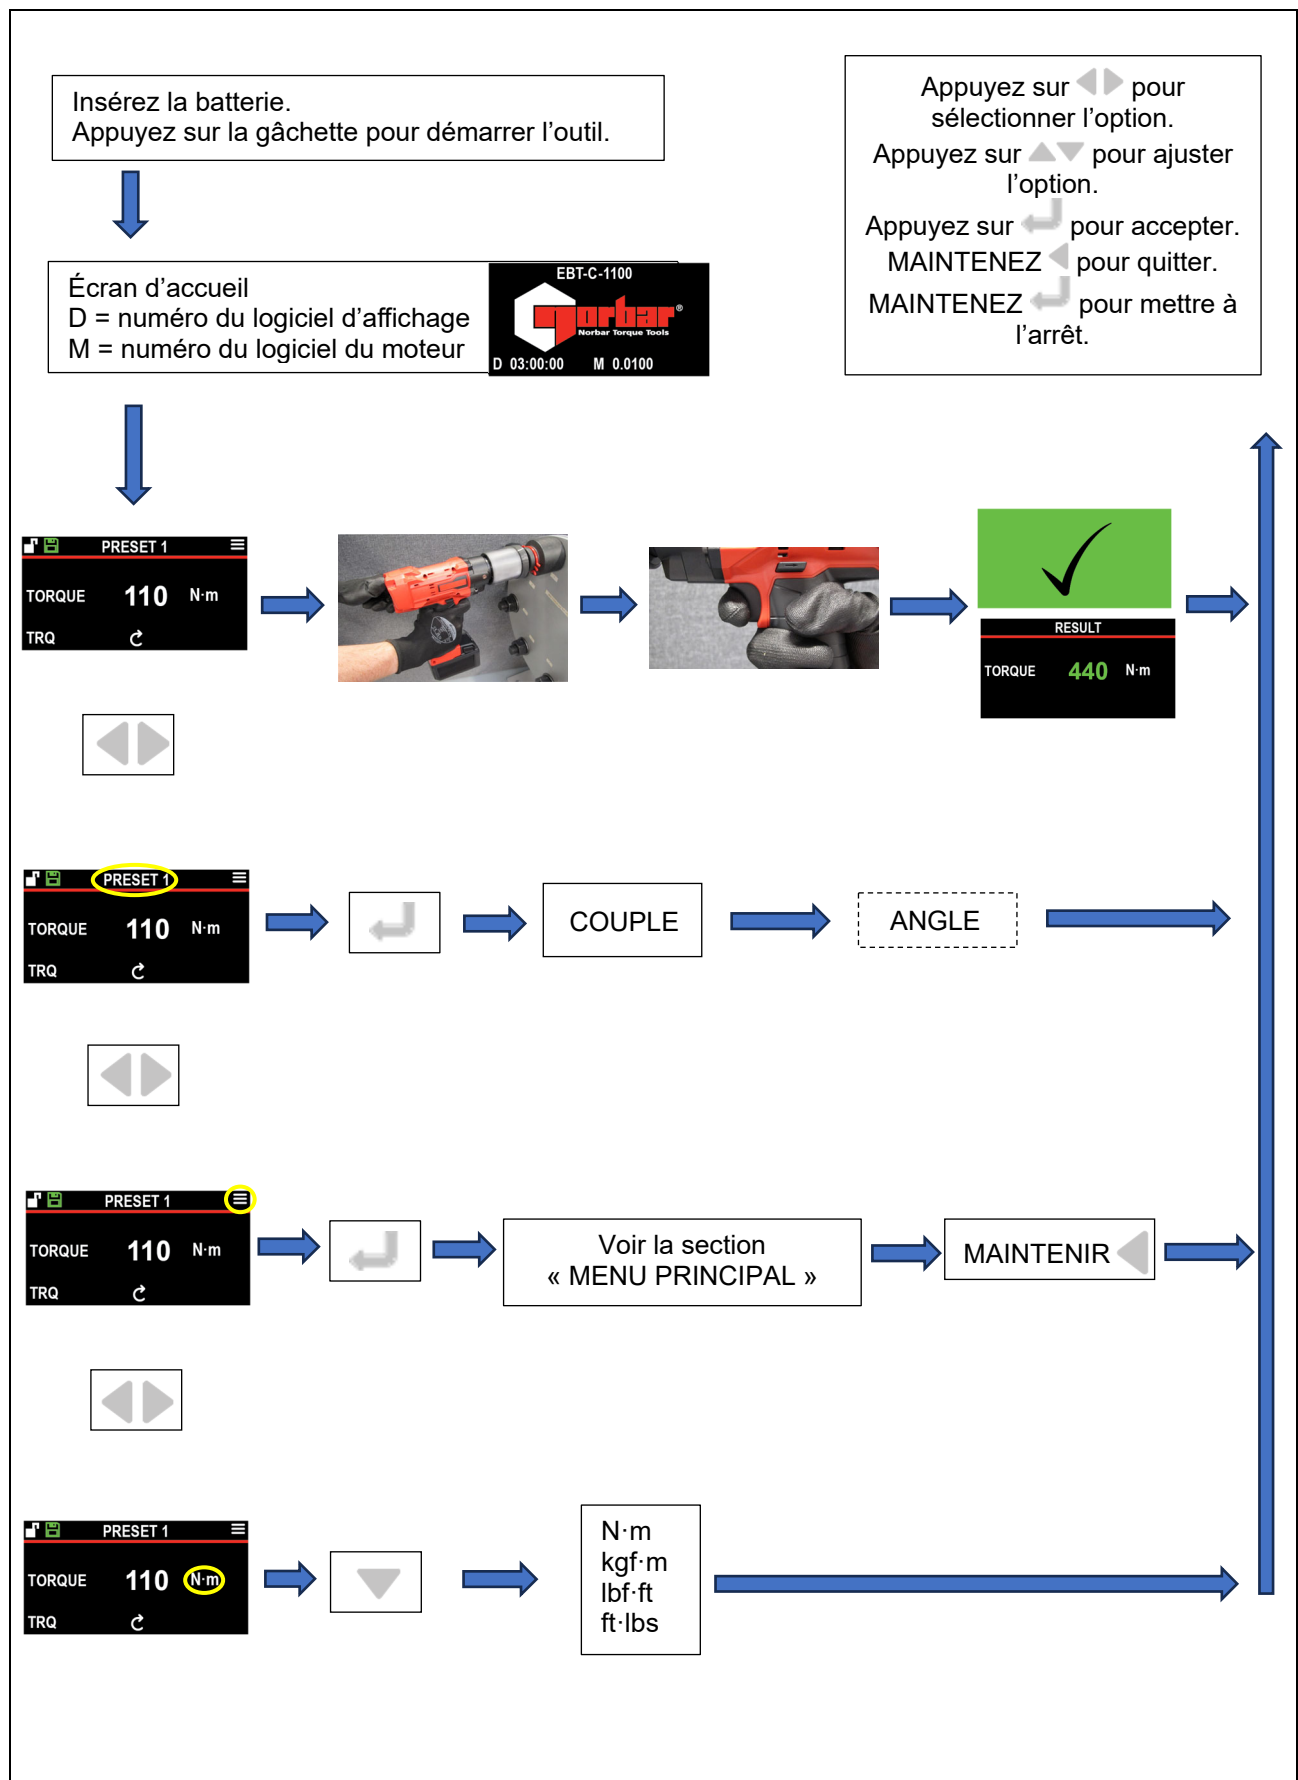 Insérez la batterie.
Appuyez sur la gâchette pour démarrer l’outil.
Appuyez sur pour
sélectionner l’option.
Appuyez sur pour ajuster
l’option.
Appuyez sur pour accepter.
MAINTENEZ pour quitter.
MAINTENEZ pour mettre à
l’arrêt.
Écran d’accueil
D = numéro du logiciel d’affichage
M = numéro du logiciel du moteur
EBT-C-1100
norbar®
Norbar Torque Tools
D 03:00:00 M 0.0100
PRESET 1
TORQUE 110 N·m
TRQ
RESULT
TORQUE 440 N·m
PRESET 1
TORQUE 110 N·m
TRQ
COUPLE
ANGLE
PRESET 1
TORQUE 110 N·m
TRQ
Voir la section
« MENU PRINCIPAL »
MAINTENIR
PRESET 1
TORQUE 110 N·m
TRQ
N·m
kgf·m
lbf·ft
ft·lbs